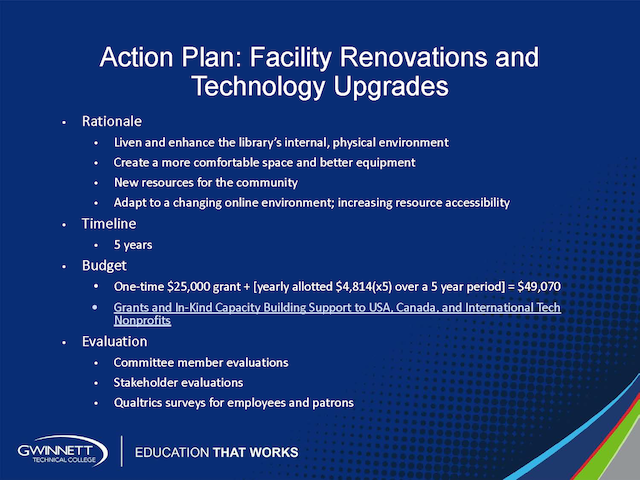 Action Plan: Facility Renovations and
Technology Upgrades
• Rationale
• Liven and enhance the library's internal, physical environment
• Create a more comfortable space and better equipment
• New resources for the community
• Adapt to a changing online environment; increasing resource accessibility
• Timeline
• 5 years
• Budget
• One-time $25,000 grant + [yearly allotted $4,814(x5) over a 5 year period] = $49,070
• Grants and In-Kind Capacity Building Support to USA, Canada, and International Tech
Nonprofits
• Evaluation
• Committee member evaluations
• Stakeholder evaluations
• Qualtrics surveys for employees and patrons
GWINNETT
TECHNICAL COLLEGE
EDUCATION THAT WORKS